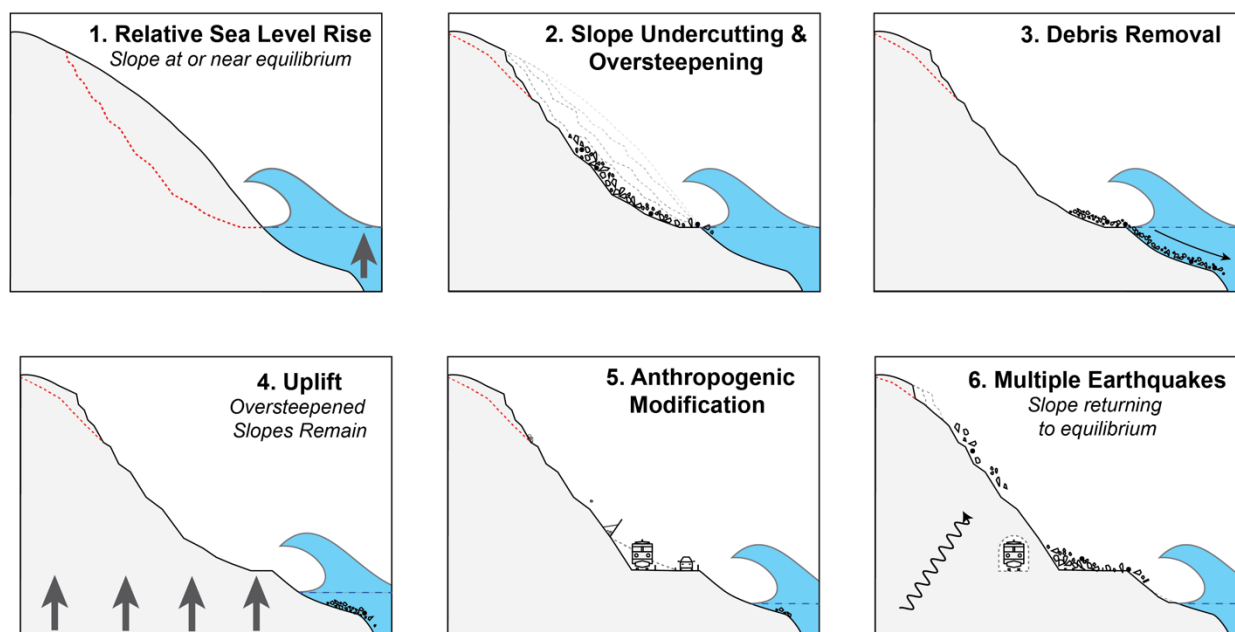 1. Relative Sea Level Rise
Slope at or near equilibrium
2. Slope Undercutting &
Oversteepening
3. Debris Removal
4. Uplift
Oversteepened
Slopes Remain
5. Anthropogenic
Modification
6. Multiple Earthquakes
Slope returning
to equilibrium